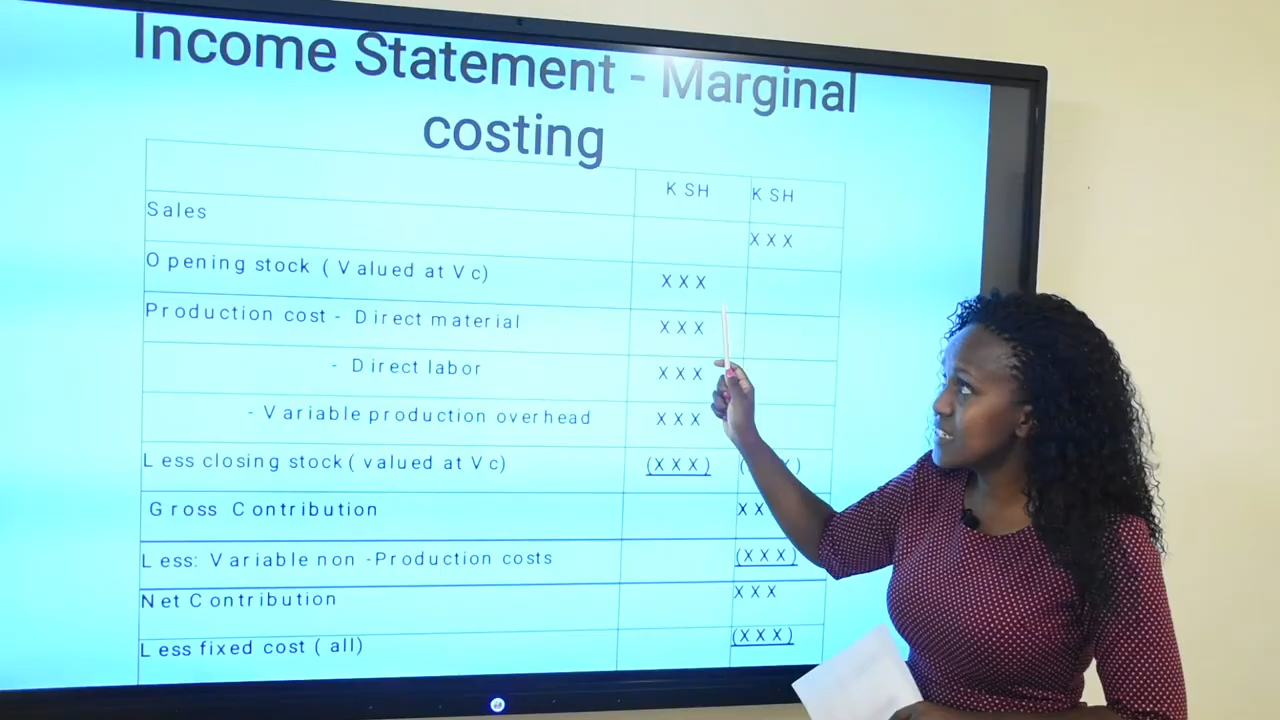 Income Statement - Marginal
costing
K SH K SH
Sales
X X X
Opening stock ( Valued at Vc) X X X
Production cost - Direct material X X X
- Direct labor X X X
- Variable production overhead X X X
Less closing stock( valued at Vc) (X X X)
Gross Contribution X X
Less: Variable non -Production costs (X X X)
Net Contribution X X X
Less fixed cost ( all) (X X X)